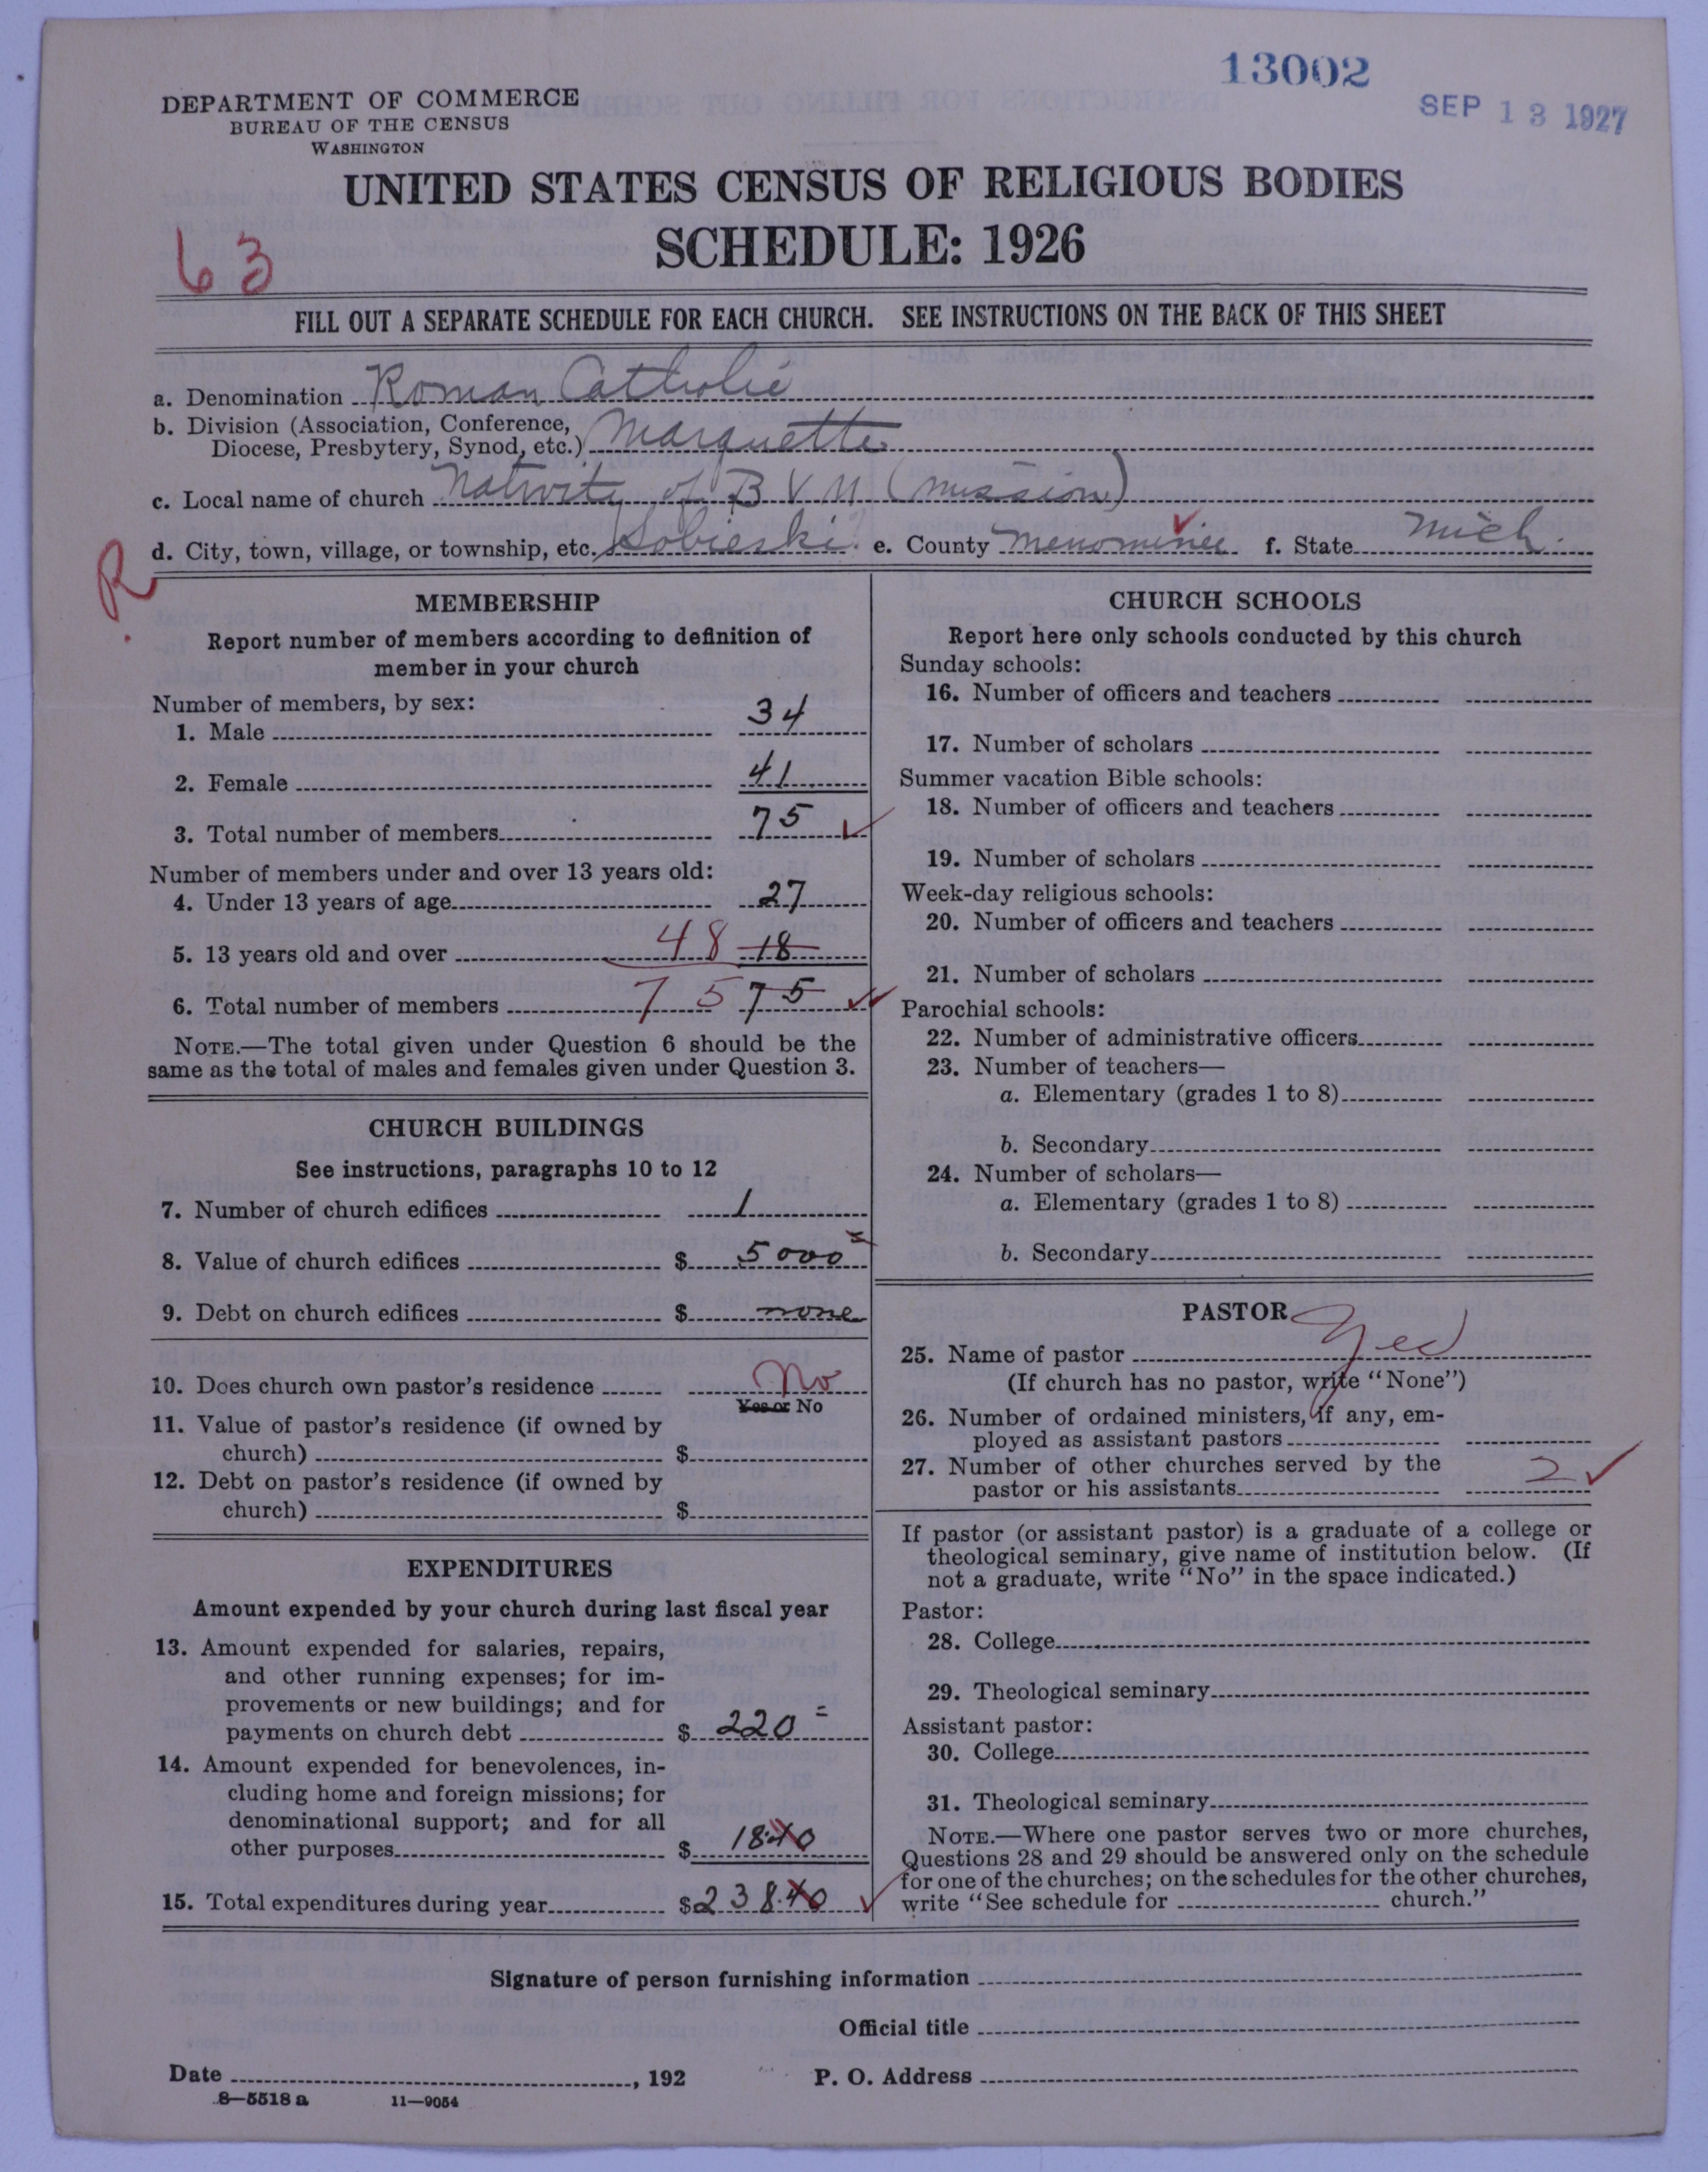 13002
SEP 13 1927
DEPARTMENT OF COMMERCE
BUREAU OF THE CENSUS
WASHINGTON
UNITED STATES CENSUS OF RELIGIOUS BODIES
SCHEDULE: 1926
63
FILL OUT A SEPARATE SCHEDULE FOR EACH CHURCH. SEE INSTRUCTIONS ON THE BACK OF THIS SHEET
a. Denomination Roman Catholic
b. Division (Association, Conference,
Diocese, Presbytery, Synod, etc.) Marquette
c. Local name of church Nativity of B V M (mission)
R
d. City, town, village, or township, etc. Sobieski e. County Menominee f. State Mich.
MEMBERSHIP
Report number of members according to definition of
member in your church
Number of members, by sex:
1. Male 34
2. Female 41
3. Total number of members 75
Number of members under and over 13 years old:
4. Under 13 years of age 27
5. 13 years old and over 48 18
6. Total number of members 75 75
NOTE.—The total given under Question 6 should be the
same as the total of males and females given under Question 3.
CHURCH BUILDINGS
See instructions, paragraphs 10 to 12
7. Number of church edifices 1
8. Value of church edifices $ 5000
9. Debt on church edifices $ none
10. Does church own pastor's residence No
Yes or No
11. Value of pastor's residence (if owned by
church) $
12. Debt on pastor's residence (if owned by
church) $
EXPENDITURES
Amount expended by your church during last fiscal year
13. Amount expended for salaries, repairs,
and other running expenses; for im-
provements or new buildings; and for
payments on church debt $ 220
14. Amount expended for benevolences, in-
cluding home and foreign missions; for
denominational support; and for all
other purposes $ 18.40
15. Total expenditures during year $ 238.40
CHURCH SCHOOLS
Report here only schools conducted by this church
Sunday schools:
16. Number of officers and teachers
17. Number of scholars
Summer vacation Bible schools:
18. Number of officers and teachers
19. Number of scholars
Week-day religious schools:
20. Number of officers and teachers
21. Number of scholars
Parochial schools:
22. Number of administrative officers
23. Number of teachers—
a. Elementary (grades 1 to 8)
b. Secondary
24. Number of scholars—
a. Elementary (grades 1 to 8)
b. Secondary
PASTOR
25. Name of pastor Yes
(If church has no pastor, write "None")
26. Number of ordained ministers, if any, em-
ployed as assistant pastors
27. Number of other churches served by the
pastor or his assistants 2
If pastor (or assistant pastor) is a graduate of a college or
theological seminary, give name of institution below. (If
not a graduate, write "No" in the space indicated.)
Pastor:
28. College
29. Theological seminary
Assistant pastor:
30. College
31. Theological seminary
NOTE.—Where one pastor serves two or more churches,
Questions 28 and 29 should be answered only on the schedule
for one of the churches; on the schedules for the other churches,
write "See schedule for church."
Signature of person furnishing information
Official title
Date , 192 P. O. Address
8—5518 a 11—9054